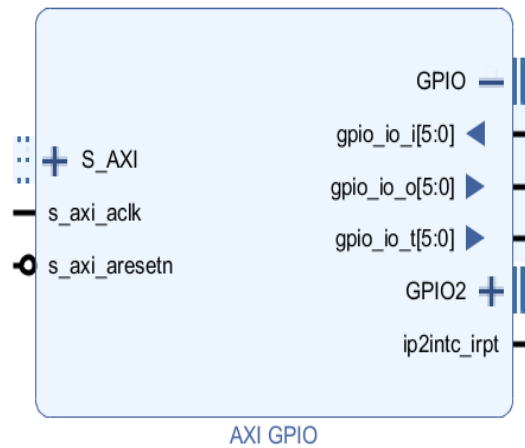 GPIO
gpio_io_i[5:0]
S_AXI
gpio_io_o[5:0]
s_axi_aclk
gpio_io_t[5:0]
s_axi_aresetn
GPIO2
ip2intc_irpt
AXI GPIO